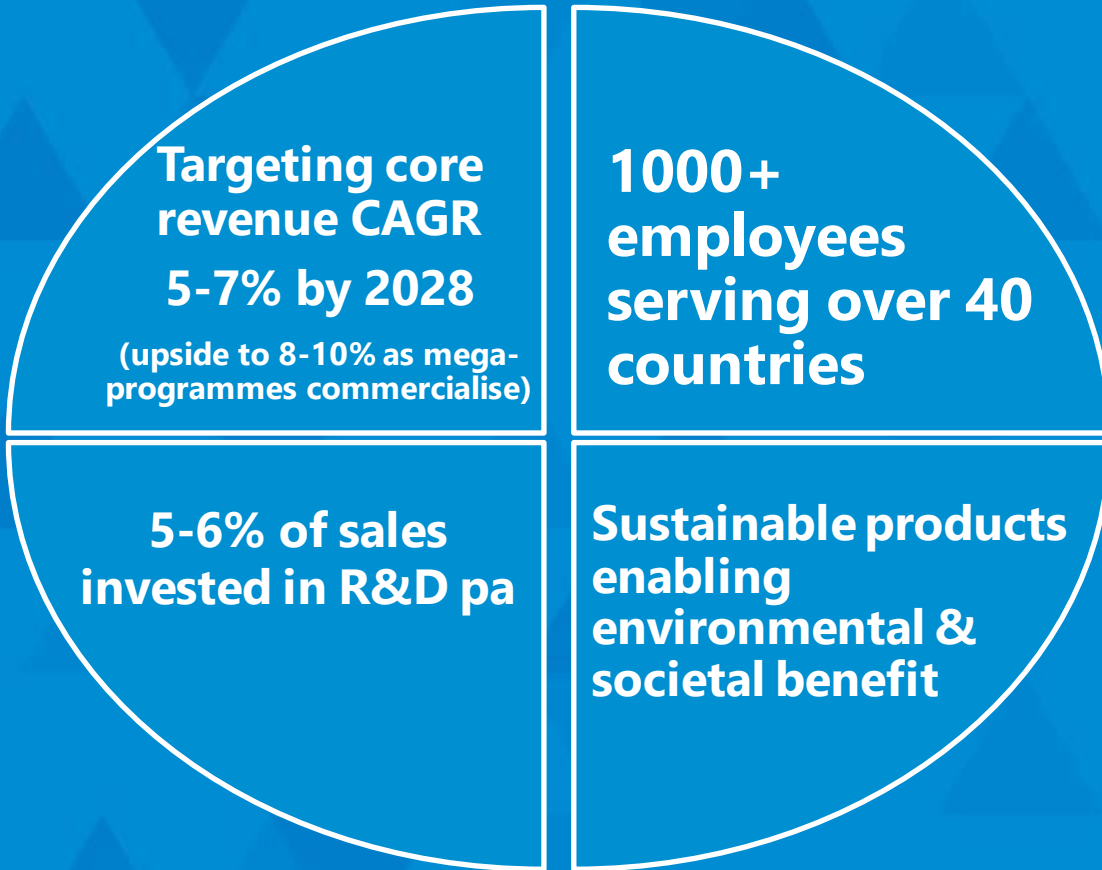 Targeting core
revenue CAGR
5-7% by 2028
(upside to 8-10% as mega-
programmes commercialise)
1000+
employees
serving over 40
countries
5-6% of sales
invested in R&D pa
Sustainable products
enabling
environmental &
societal benefit